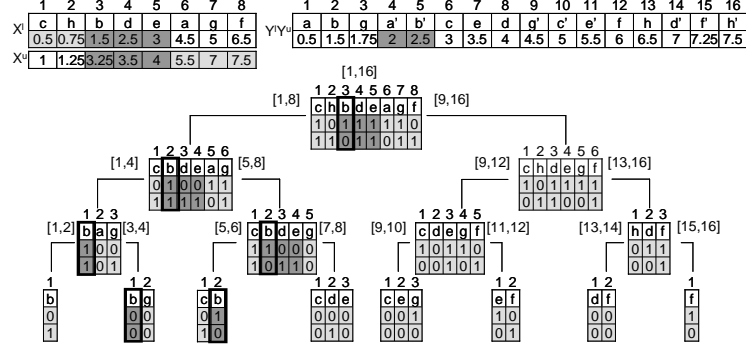 1 2 3 4 5 6 7 8 1 2 3 4 5 6 7 8 9 10 11 12 13 14 15 16
Xˡ c h b d e a g f YˡYᵘ a b g a' b' c e d g' c' e' f h d' f' h'
0.5 0.75 1.5 2.5 3 4.5 5 6.5 0.5 1.5 1.75 2 2.5 3 3.5 4 4.5 5 5.5 6 6.5 7 7.25 7.5
Xᵘ 1 1.25 3.25 3.5 4 5.5 7 7.5
[1,16]
[1,8] 1 2 3 4 5 6 7 8 [9,16]
c h b d e a g f
1 0 1 1 1 1 1 0
1 1 0 1 1 0 1 1
[1,4] 1 2 3 4 5 6 [5,8] [9,12] 1 2 3 4 5 6 [13,16]
c b d e a g c h d e g f
0 1 0 0 1 1 1 0 1 1 1 1
1 1 1 1 0 1 0 1 1 0 0 1
[1,2] 1 2 3 [3,4] [5,6] 1 2 3 4 5 [7,8] [9,10] 1 2 3 4 5 [11,12] [13,14] 1 2 3 [15,16]
b a g c b d e g c d e g f h d f
1 0 0 1 1 0 0 0 1 0 1 1 0 0 1 1
1 0 1 0 0 1 1 0 0 0 1 0 1 0 0 1
1 1 2 1 2 1 2 3 1 2 3 1 2 1 2 1
b b g c b c d e c e g e f d f f
0 0 0 0 1 1 1 0 0 0 1 1 0 0 0 1
1 0 0 1 0 0 0 0 0 0 0 0 1 0 0 0